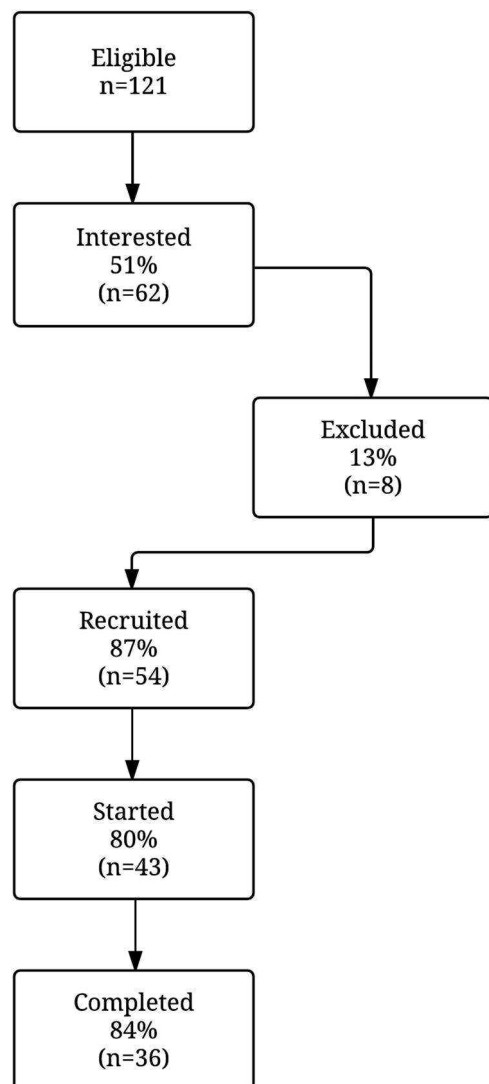 Eligible
n=121
Interested
51%
(n=62)
Excluded
13%
(n=8)
Recruited
87%
(n=54)
Started
80%
(n=43)
Completed
84%
(n=36)